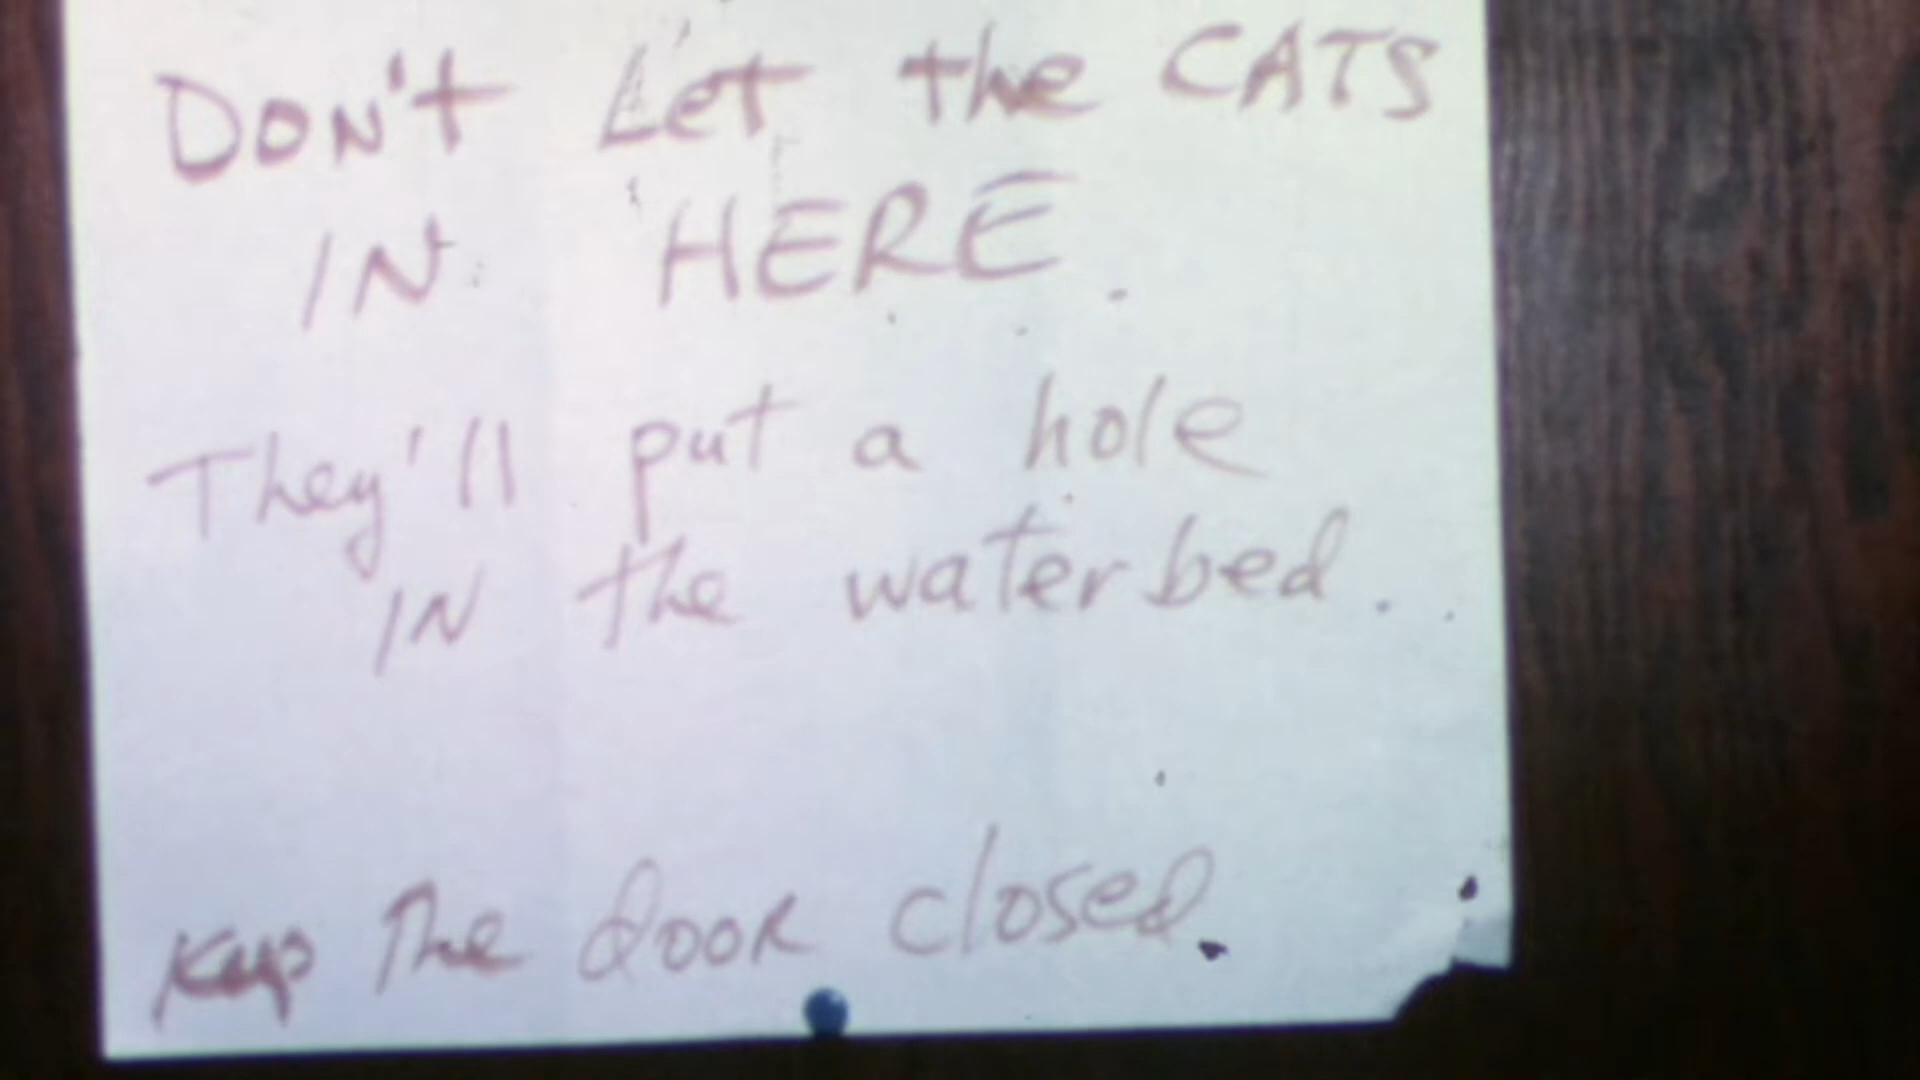 DON't Let the CATS
IN HERE.
They'll put a hole
IN the waterbed.
Keep The dooR closed.